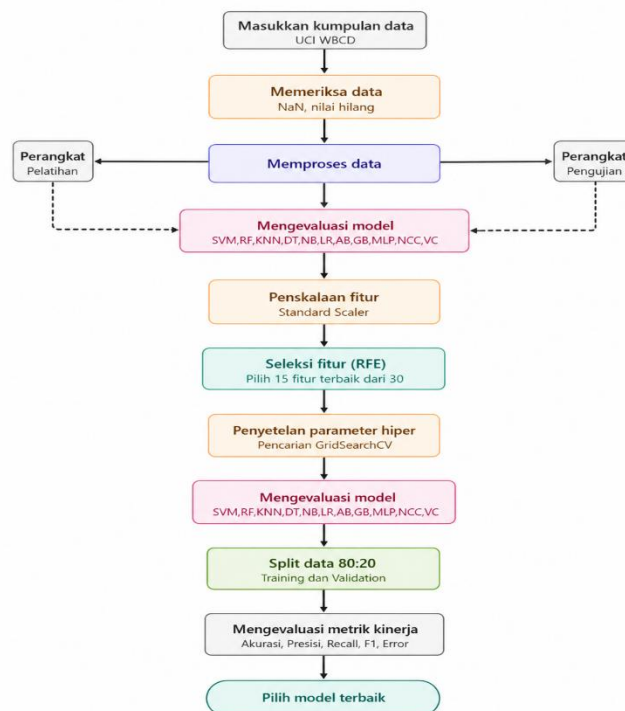 Masukkan kumpulan data
UCI WBCD
Memeriksa data
NaN, nilai hilang
Perangkat
Pelatihan
Memproses data
Perangkat
Pengujian
Mengevaluasi model
SVM,RF,KNN,DT,NB,LR,AB,GB,MLP,NCC,VC
Penskalaan fitur
Standard Scaler
Seleksi fitur (RFE)
Pilih 15 fitur terbaik dari 30
Penyetelan parameter hiper
Pencarian GridSearchCV
Mengevaluasi model
SVM,RF,KNN,DT,NB,LR,AB,GB,MLP,NCC,VC
Split data 80:20
Training dan Validation
Mengevaluasi metrik kinerja
Akurasi, Presisi, Recall, F1, Error
Pilih model terbaik